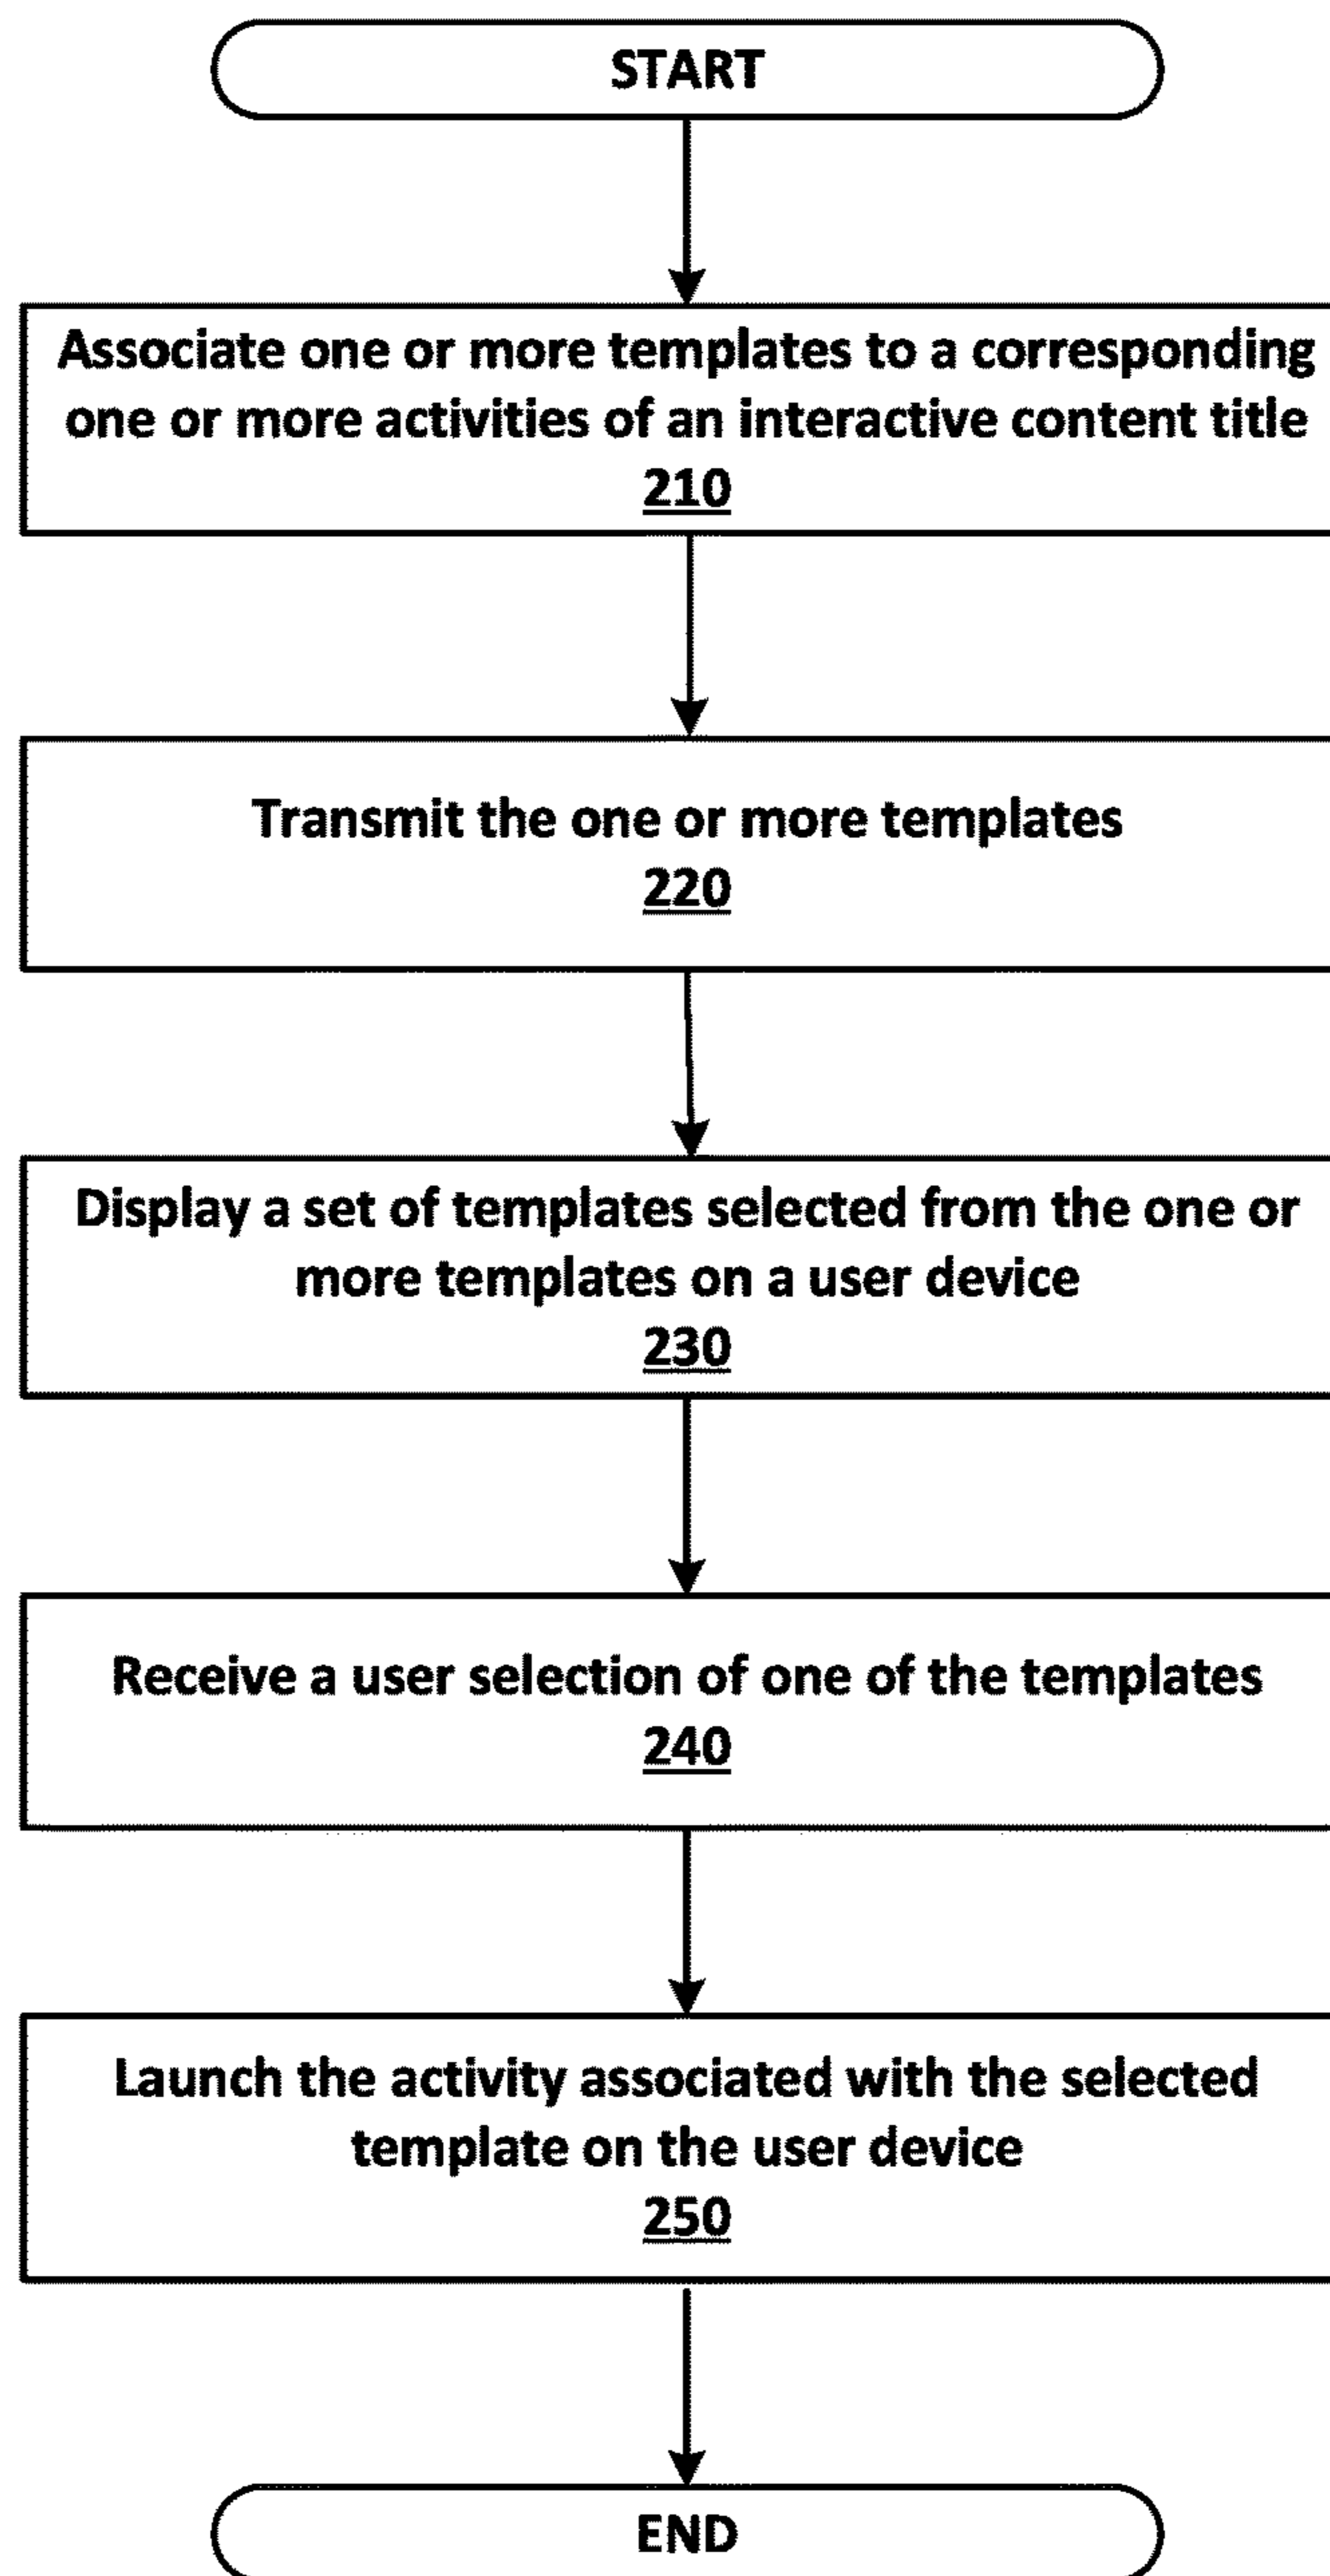 START
Associate one or more templates to a corresponding
one or more activities of an interactive content title
210
Transmit the one or more templates
220
Display a set of templates selected from the one or
more templates on a user device
230
Receive a user selection of one of the templates
240
Launch the activity associated with the selected
template on the user device
250
END